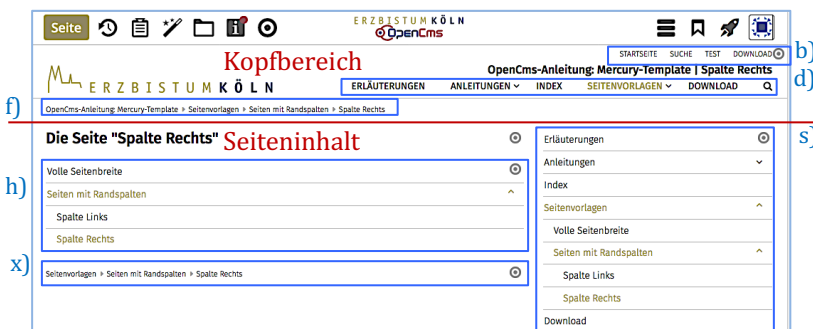 Seite
ERZBISTUM KÖLN
OpenCms
Kopfbereich
STARTSEITE SUCHE TEST DOWNLOAD
b)
OpenCms-Anleitung: Mercury-Template | Spalte Rechts
ERZBISTUM KÖLN
ERLÄUTERUNGEN ANLEITUNGEN INDEX SEITENVORLAGEN DOWNLOAD
d)
f)
OpenCms-Anleitung: Mercury-Template Seitenvorlagen Seiten mit Randspalten Spalte Rechts
Die Seite "Spalte Rechts"
Seiteninhalt
s)
h)
Volle Seitenbreite
Seiten mit Randspalten
Spalte Links
Spalte Rechts
x)
Seitenvorlagen Seiten mit Randspalten Spalte Rechts
Erläuterungen
Anleitungen
Index
Seitenvorlagen
Volle Seitenbreite
Seiten mit Randspalten
Spalte Links
Spalte Rechts
Download